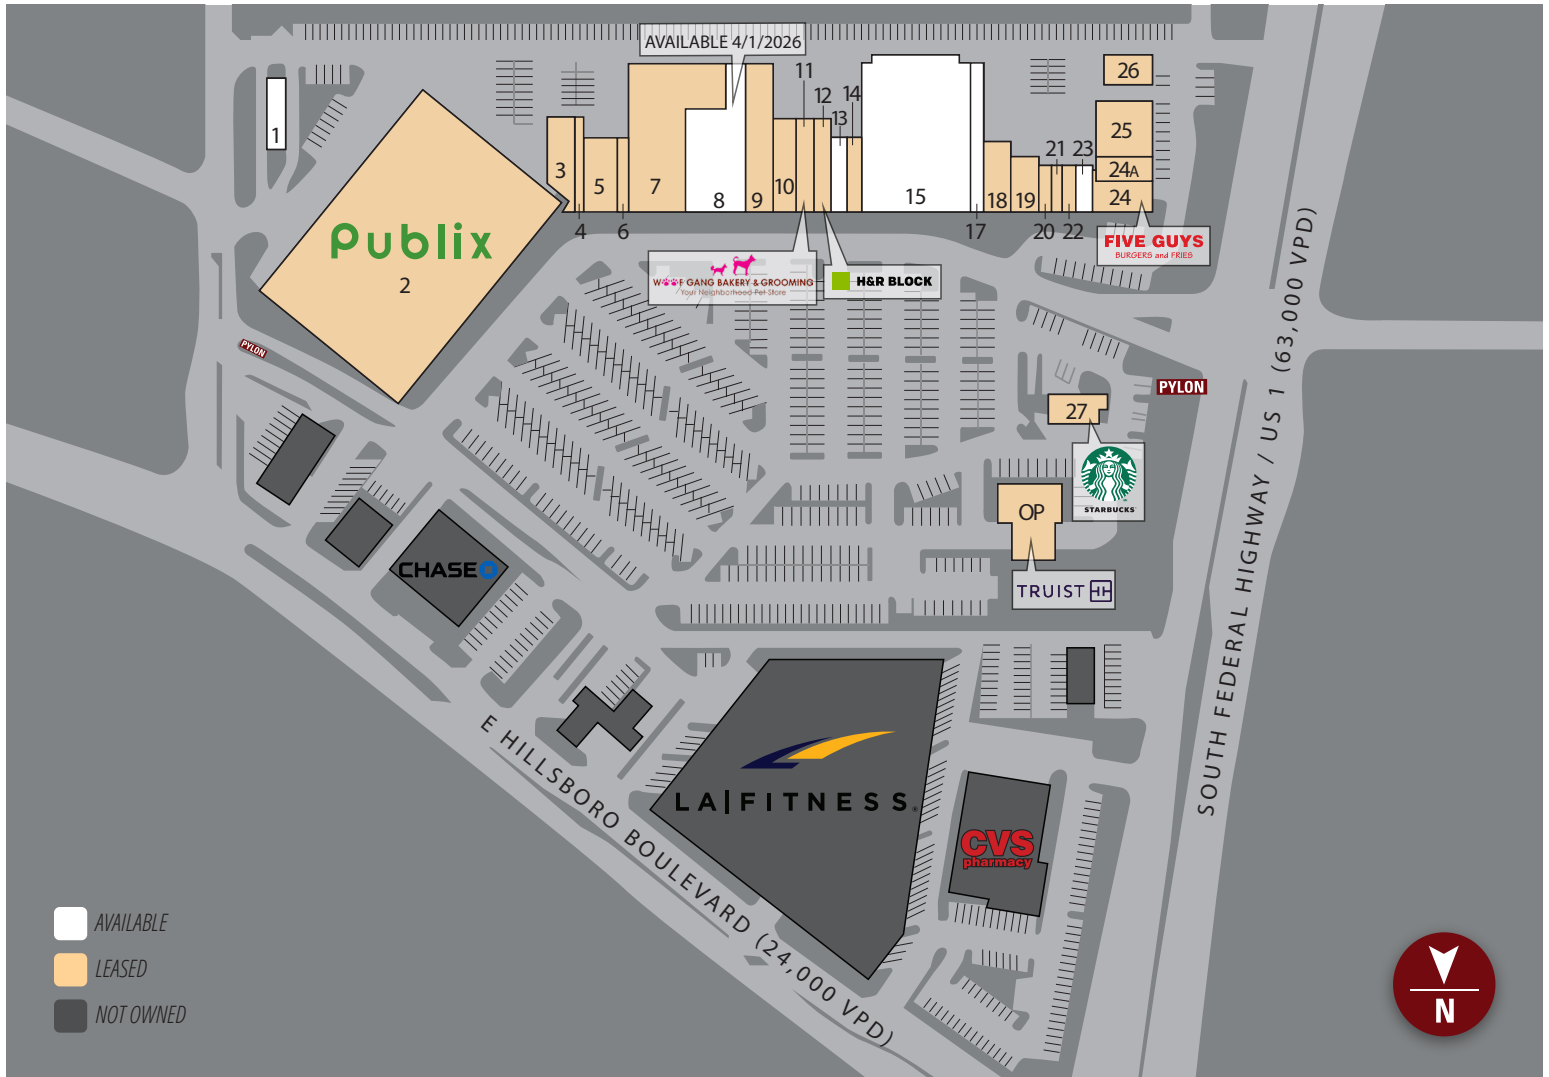 AVAILABLE 4/1/2026
1
Publix
2
3
4
5
6
7
8
9
10
11
12
13
14
15
17
18
19
20
21
22
23
24
24A
25
26
FIVE GUYS
BURGERS and FRIES
WOOF GANG BAKERY & GROOMING
Your Neighborhood Pet Store
H&R BLOCK
PYLON
PYLON
27
STARBUCKS
OP
TRUIST
CHASE
LA|FITNESS®
CVS
pharmacy
E HILLSBORO BOULEVARD (24,000 VPD)
SOUTH FEDERAL HIGHWAY / US 1 (63,000 VPD)
AVAILABLE
LEASED
NOT OWNED
N